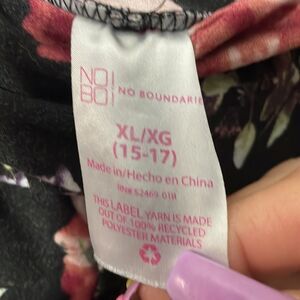 NO!
BO! NO BOUNDARIE
XL/XG
(15-17)
Made in/Hecho en China
THIS LABEL YARN IS MADE
OUT OF 100% RECYCLED
POLYESTER MATERIALS